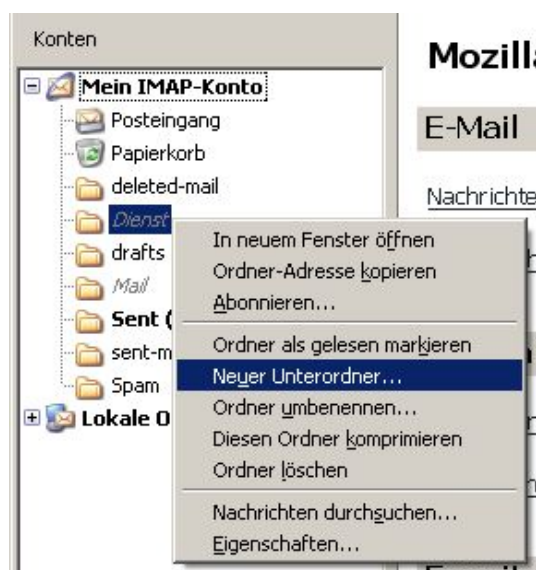 Konten
Mein IMAP-Konto
Posteingang
Papierkorb
deleted-mail
Dienst
drafts
Mail
Sent (
sent-m
Spam
Lokale O
In neuem Fenster öffnen
Ordner-Adresse kopieren
Abonnieren...
Ordner als gelesen markieren
Neuer Unterordner...
Ordner umbenennen...
Diesen Ordner komprimieren
Ordner löschen
Nachrichten durchsuchen...
Eigenschaften...
Mozilla
E-Mail
Nachrichte